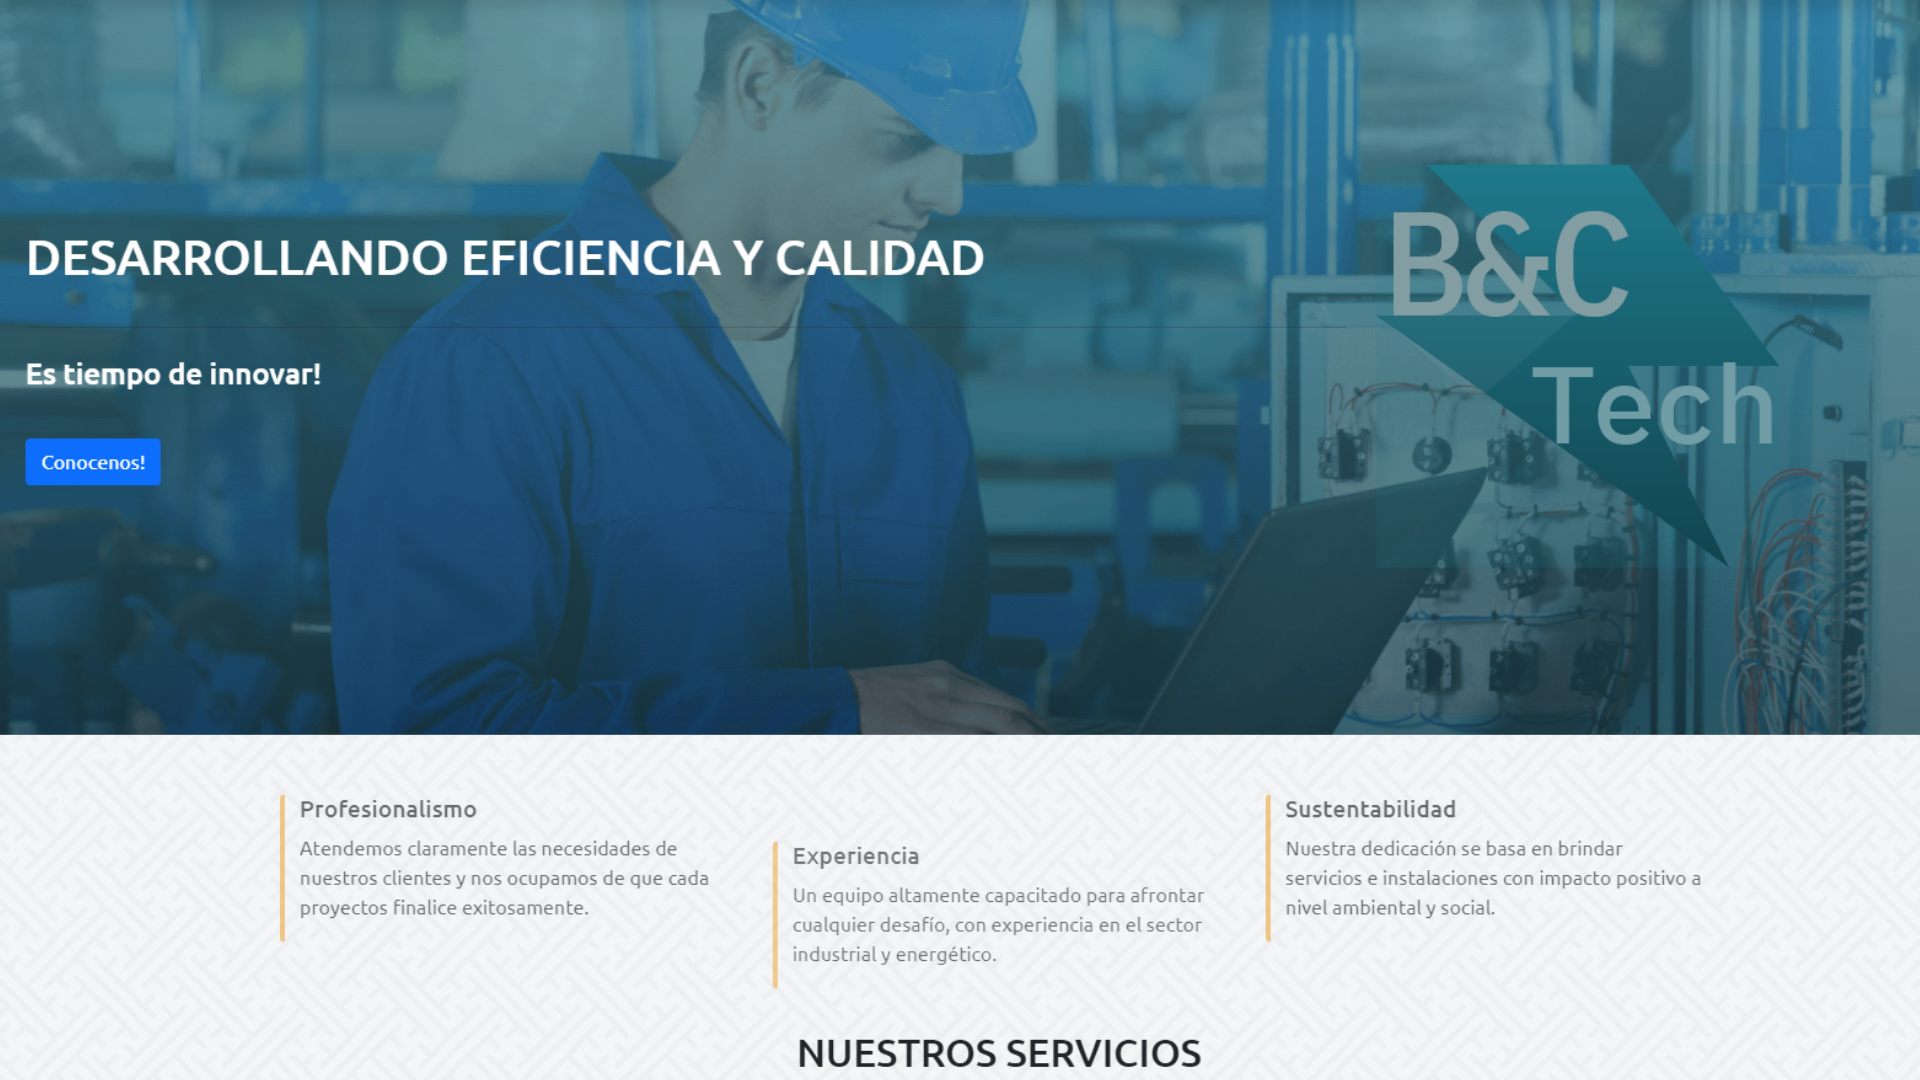 DESARROLLANDO EFICIENCIA Y CALIDAD
Es tiempo de innovar!
Conocenos!
B&C
Tech
Profesionalismo
Atendemos claramente las necesidades de
nuestros clientes y nos ocupamos de que cada
proyectos finalice exitosamente.
Experiencia
Un equipo altamente capacitado para afrontar
cualquier desafío, con experiencia en el sector
industrial y energético.
Sustentabilidad
Nuestra dedicación se basa en brindar
servicios e instalaciones con impacto positivo a
nivel ambiental y social.
NUESTROS SERVICIOS